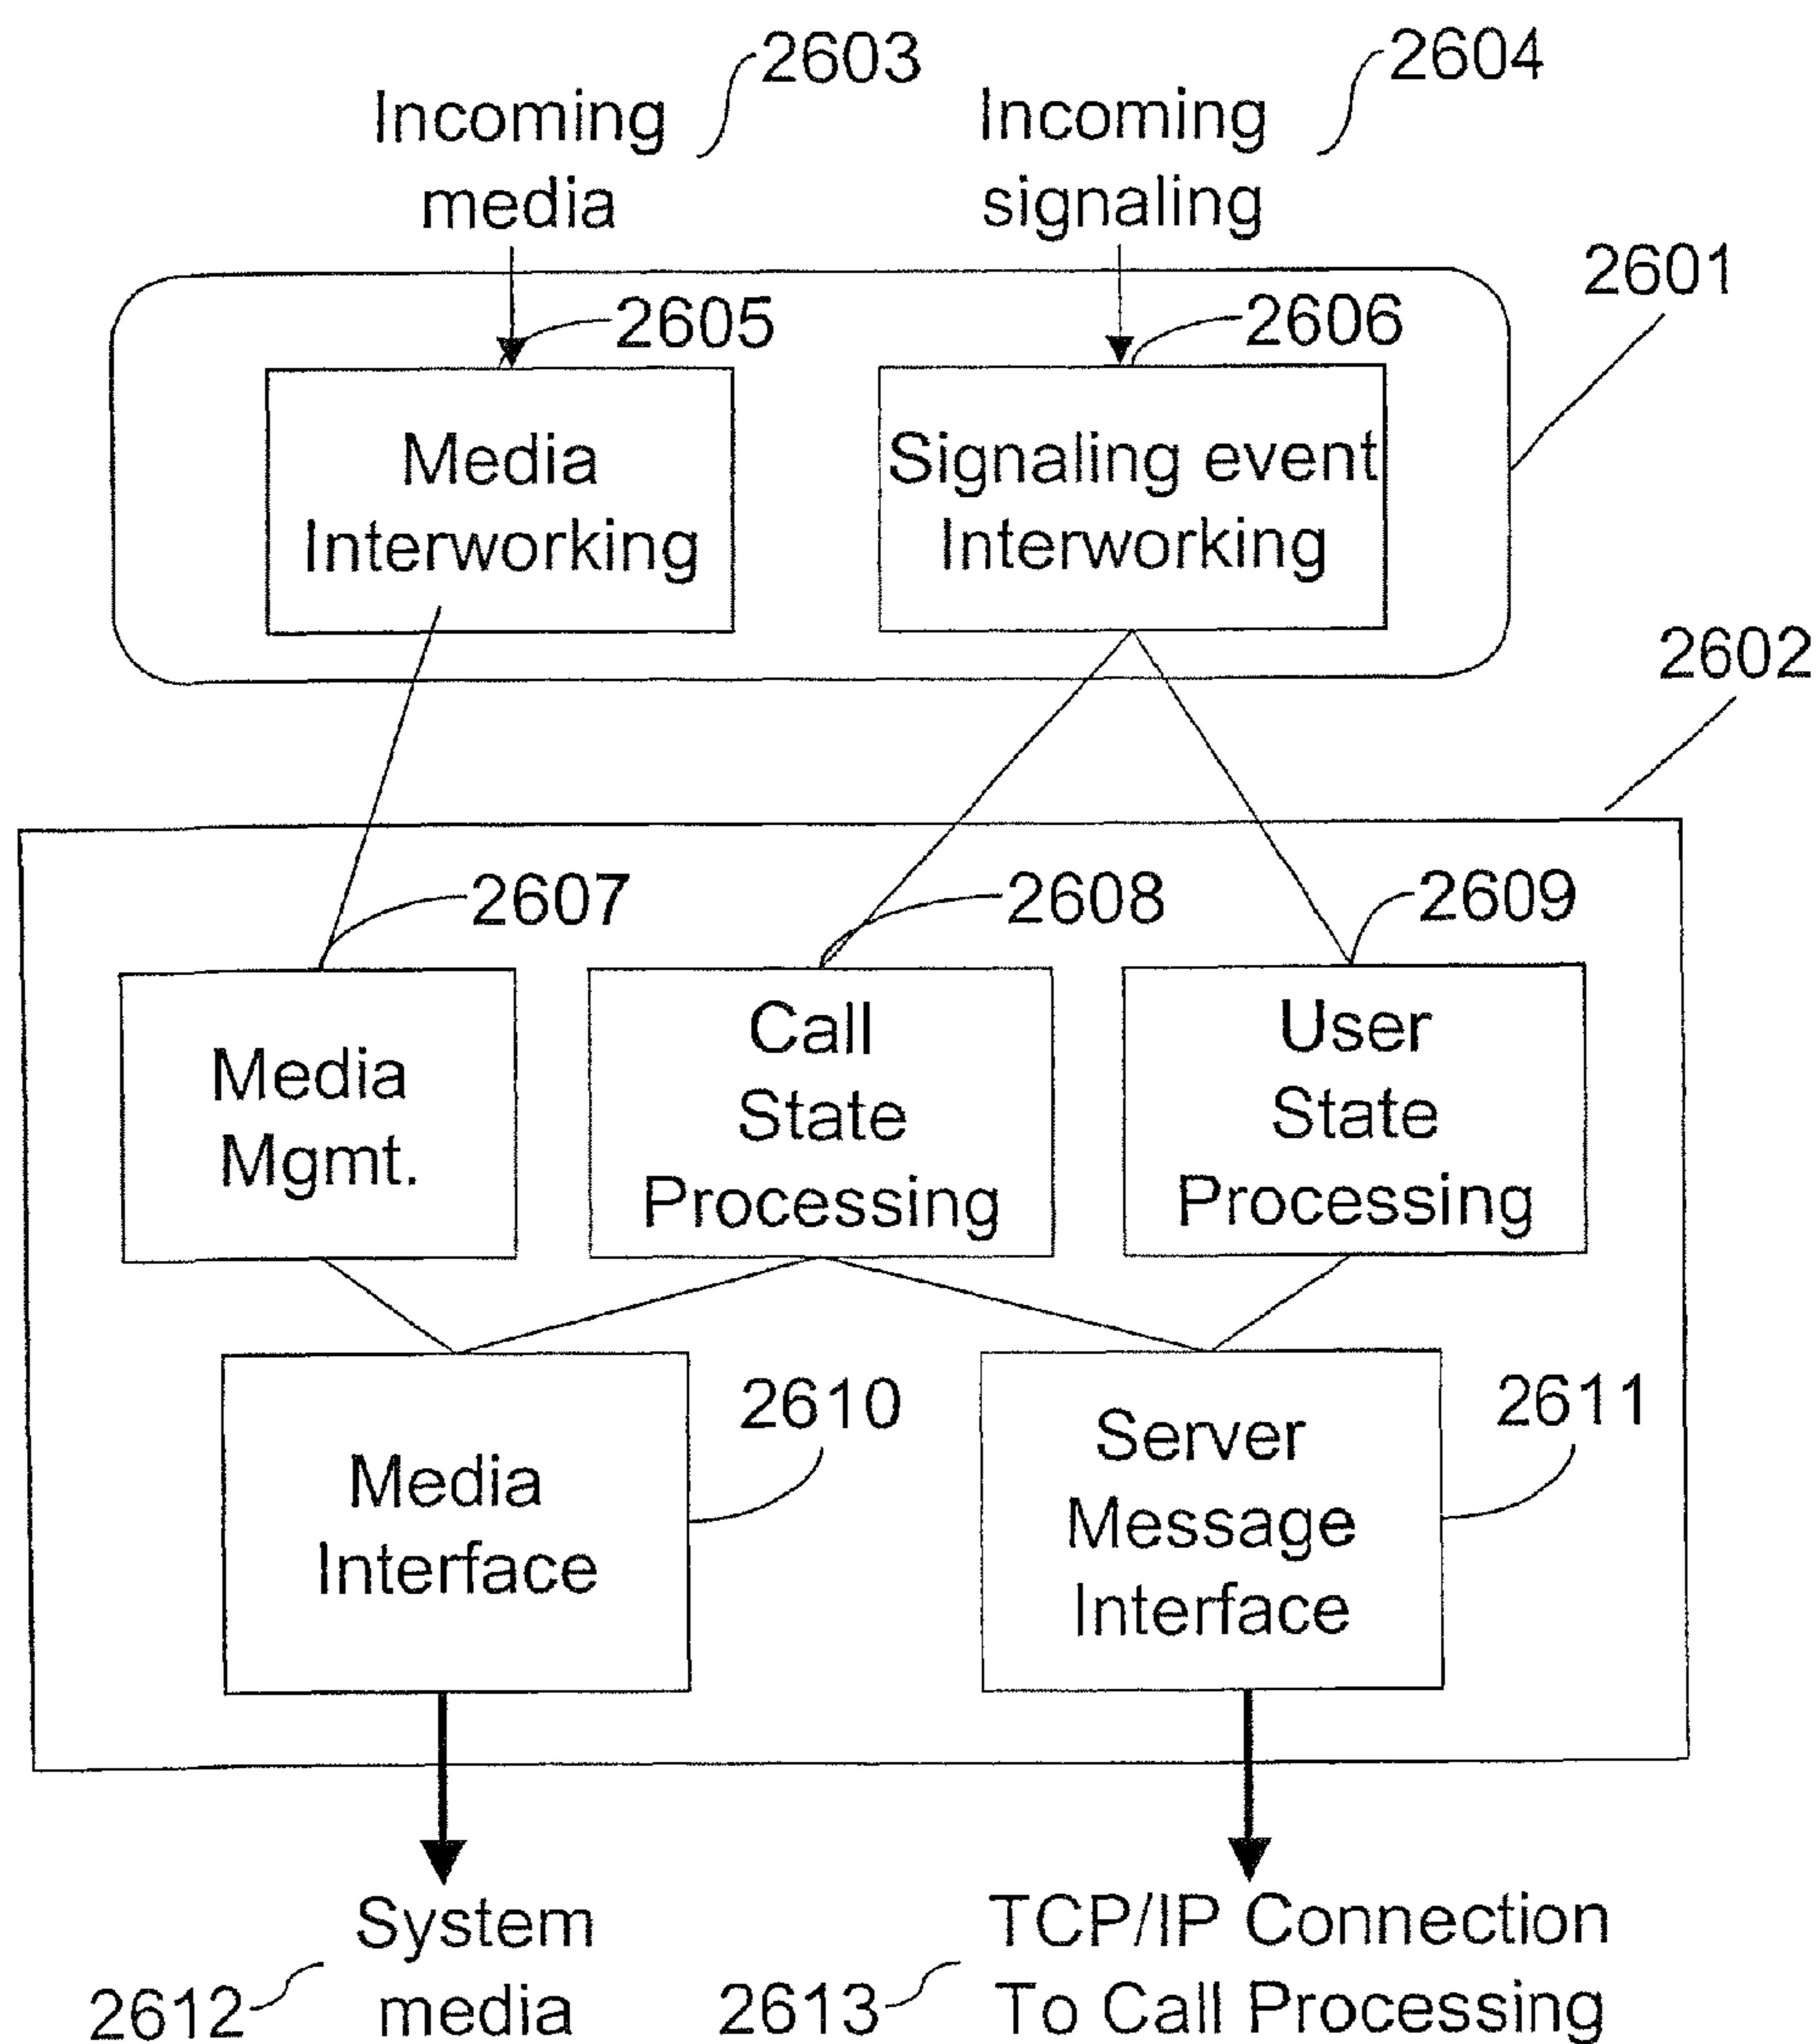 2603
2604
Incoming
media
Incoming
signaling
2601
2605
2606
Media
Interworking
Signaling event
Interworking
2602
2607
2608
2609
Media
Mgmt.
Call
State
Processing
User
State
Processing
2610
2611
Media
Interface
Server
Message
Interface
System
media
2612
TCP/IP Connection
To Call Processing
2613